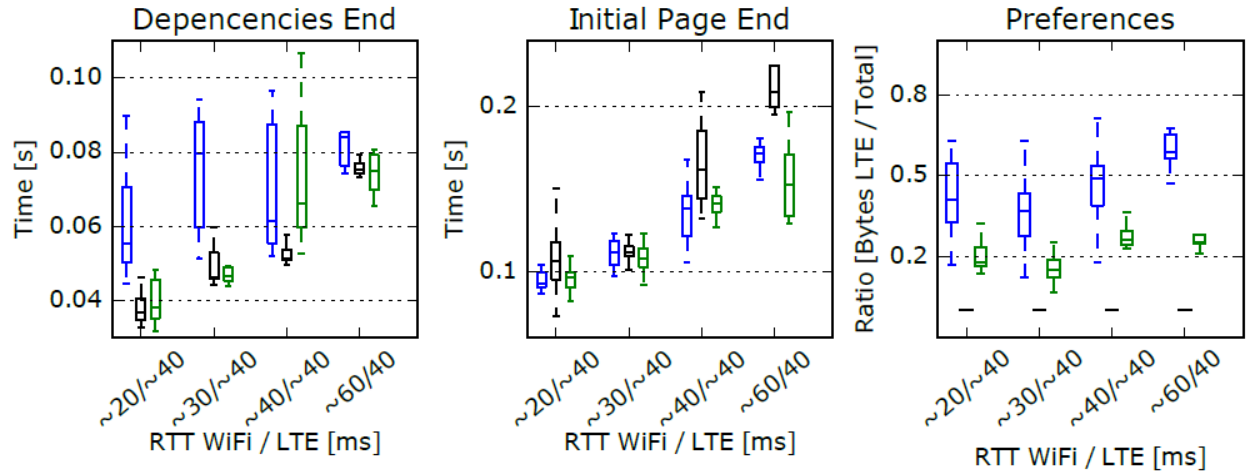 Depencencies End
Time [s]
0.10
0.08
0.06
0.04
~20/~40
~30/~40
~40/~40
~60/40
RTT WiFi / LTE [ms]
Initial Page End
Time [s]
0.2
0.1
~20/~40
~30/~40
~40/~40
~60/40
RTT WiFi / LTE [ms]
Preferences
Ratio [Bytes LTE / Total]
0.8
0.5
0.2
~20/~40
~30/~40
~40/~40
~60/40
RTT WiFi / LTE [ms]